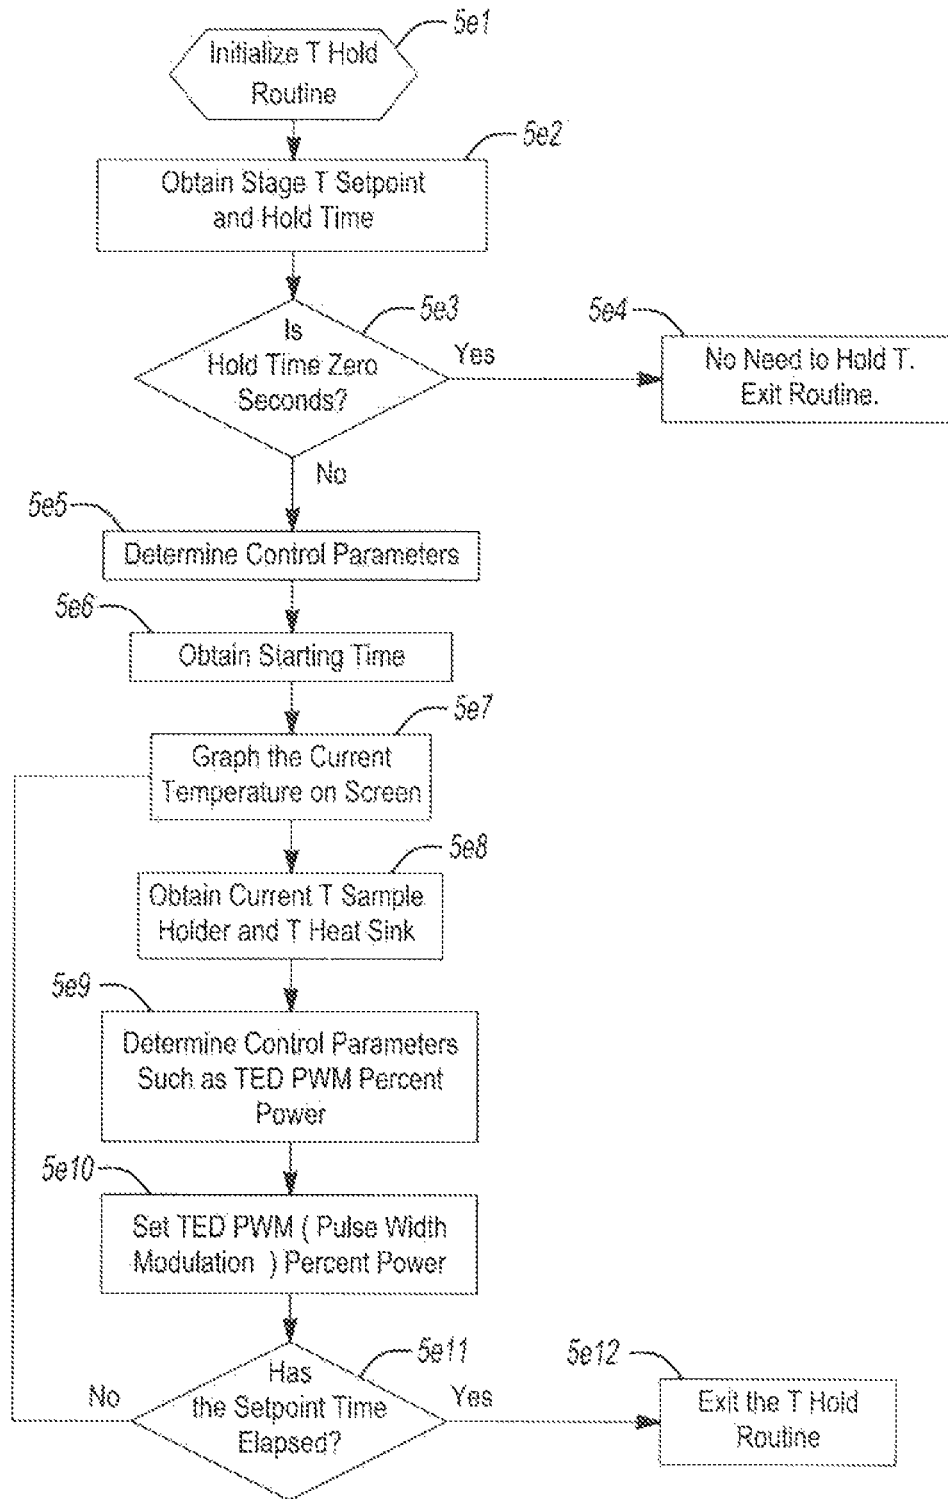 5e1
Initialize T Hold
Routine
5e2
Obtain Stage T Setpoint
and Hold Time
5e3
Is
Hold Time Zero
Seconds?
Yes
5e4
No Need to Hold T.
Exit Routine.
No
5e5
Determine Control Parameters
5e6
Obtain Starting Time
5e7
Graph the Current
Temperature on Screen
5e8
Obtain Current T Sample
Holder and T Heat Sink
5e9
Determine Control Parameters
Such as TED PWM Percent
Power
5e10
Set TED PWM ( Pulse Width
Modulation ) Percent Power
5e11
Has
the Setpoint Time
Elapsed?
No
Yes
5e12
Exit the T Hold
Routine